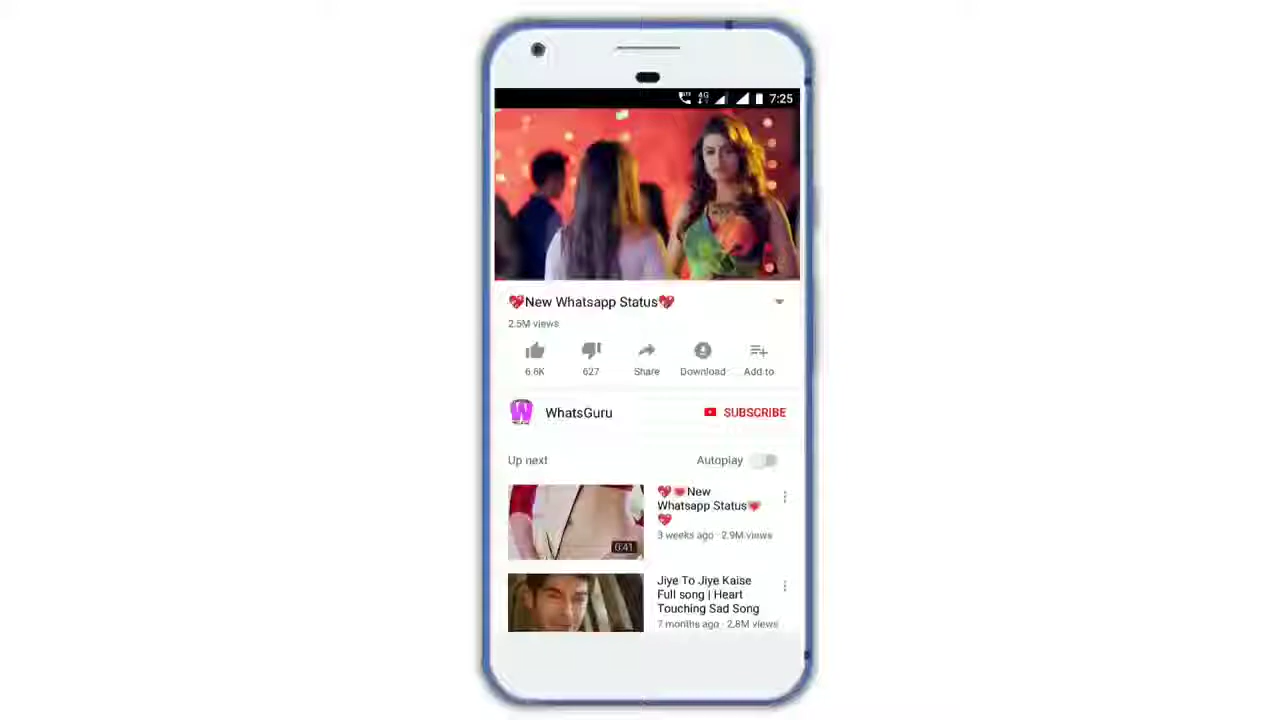 4G 7:25
💖New Whatsapp Status💖
2.5M views
6.6K 627 Share Download Add to
W WhatsGuru SUBSCRIBE
Up next Autoplay
💖💗New
Whatsapp Status💗
💖
3 weeks ago · 2.9M views
0:41
Jiye To Jiye Kaise
Full song | Heart
Touching Sad Song
7 months ago · 2.8M views